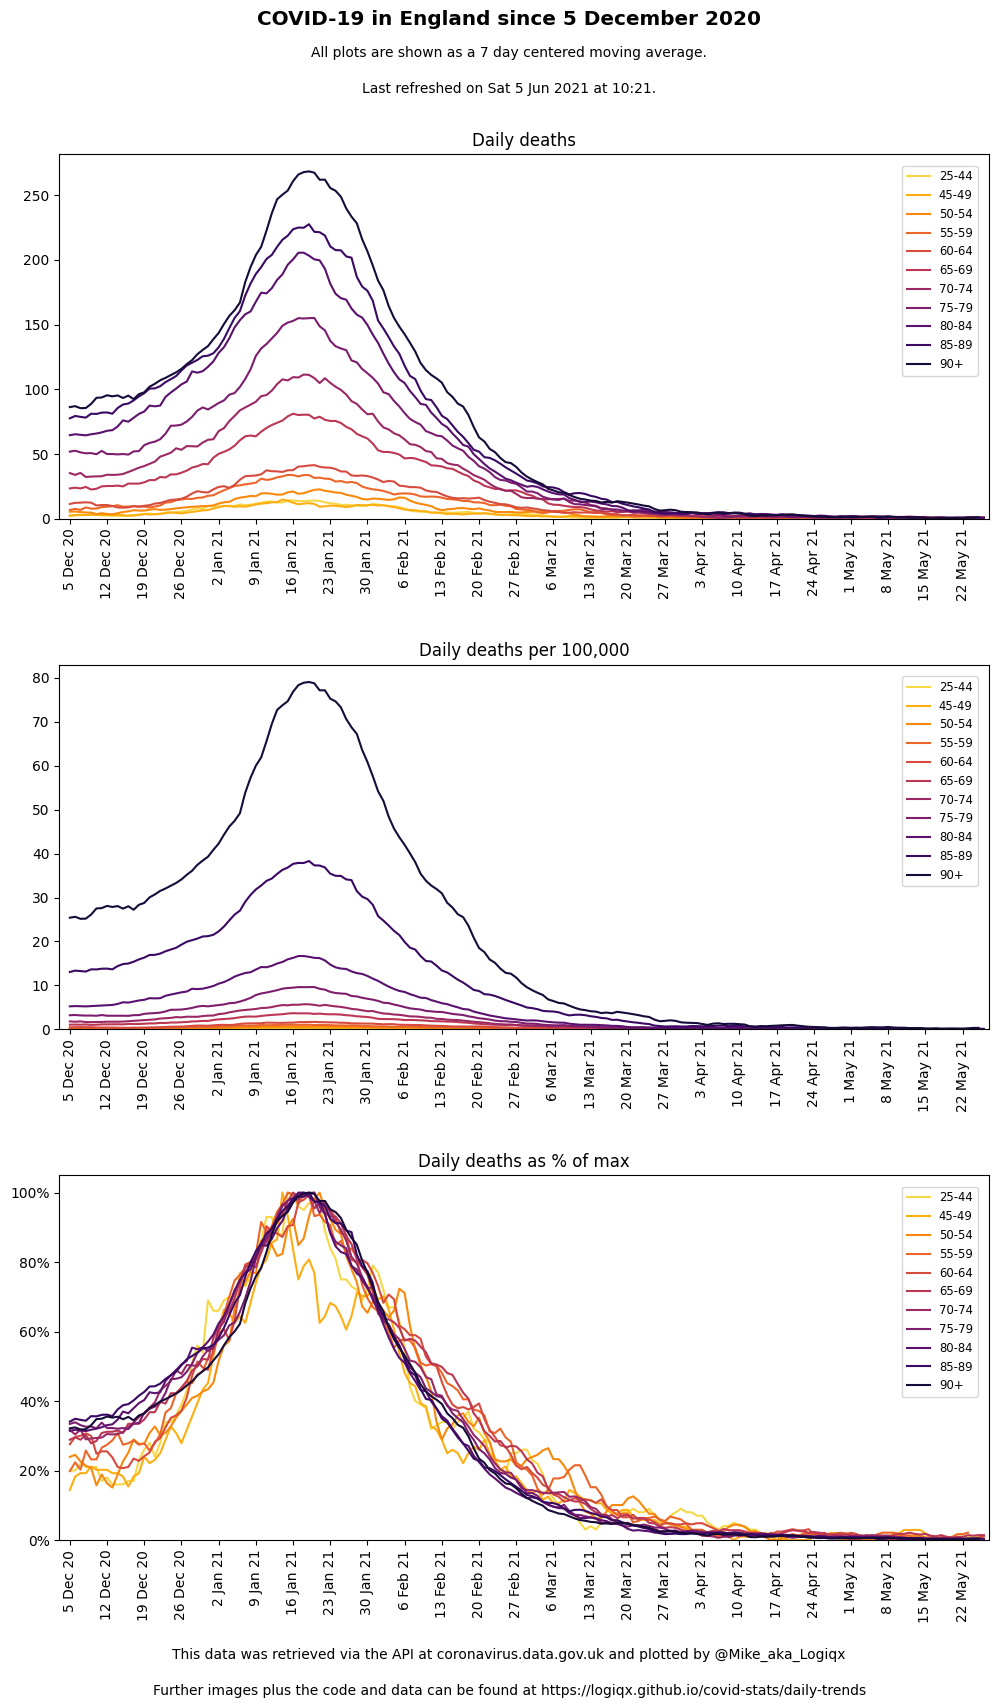 COVID-19 in England since 5 December 2020
All plots are shown as a 7 day centered moving average.
Last refreshed on Sat 5 Jun 2021 at 10:21.
Daily deaths
250
200
150
100
50
0
25-44
45-49
50-54
55-59
60-64
65-69
70-74
75-79
80-84
85-89
90+
5 Dec 20
12 Dec 20
19 Dec 20
26 Dec 20
2 Jan 21
9 Jan 21
16 Jan 21
23 Jan 21
30 Jan 21
6 Feb 21
13 Feb 21
20 Feb 21
27 Feb 21
6 Mar 21
13 Mar 21
20 Mar 21
27 Mar 21
3 Apr 21
10 Apr 21
17 Apr 21
24 Apr 21
1 May 21
8 May 21
15 May 21
22 May 21
Daily deaths per 100,000
80
70
60
50
40
30
20
10
0
25-44
45-49
50-54
55-59
60-64
65-69
70-74
75-79
80-84
85-89
90+
5 Dec 20
12 Dec 20
19 Dec 20
26 Dec 20
2 Jan 21
9 Jan 21
16 Jan 21
23 Jan 21
30 Jan 21
6 Feb 21
13 Feb 21
20 Feb 21
27 Feb 21
6 Mar 21
13 Mar 21
20 Mar 21
27 Mar 21
3 Apr 21
10 Apr 21
17 Apr 21
24 Apr 21
1 May 21
8 May 21
15 May 21
22 May 21
Daily deaths as % of max
100%
80%
60%
40%
20%
0%
25-44
45-49
50-54
55-59
60-64
65-69
70-74
75-79
80-84
85-89
90+
5 Dec 20
12 Dec 20
19 Dec 20
26 Dec 20
2 Jan 21
9 Jan 21
16 Jan 21
23 Jan 21
30 Jan 21
6 Feb 21
13 Feb 21
20 Feb 21
27 Feb 21
6 Mar 21
13 Mar 21
20 Mar 21
27 Mar 21
3 Apr 21
10 Apr 21
17 Apr 21
24 Apr 21
1 May 21
8 May 21
15 May 21
22 May 21
This data was retrieved via the API at coronavirus.data.gov.uk and plotted by @Mike_aka_Logiqx
Further images plus the code and data can be found at https://logiqx.github.io/covid-stats/daily-trends